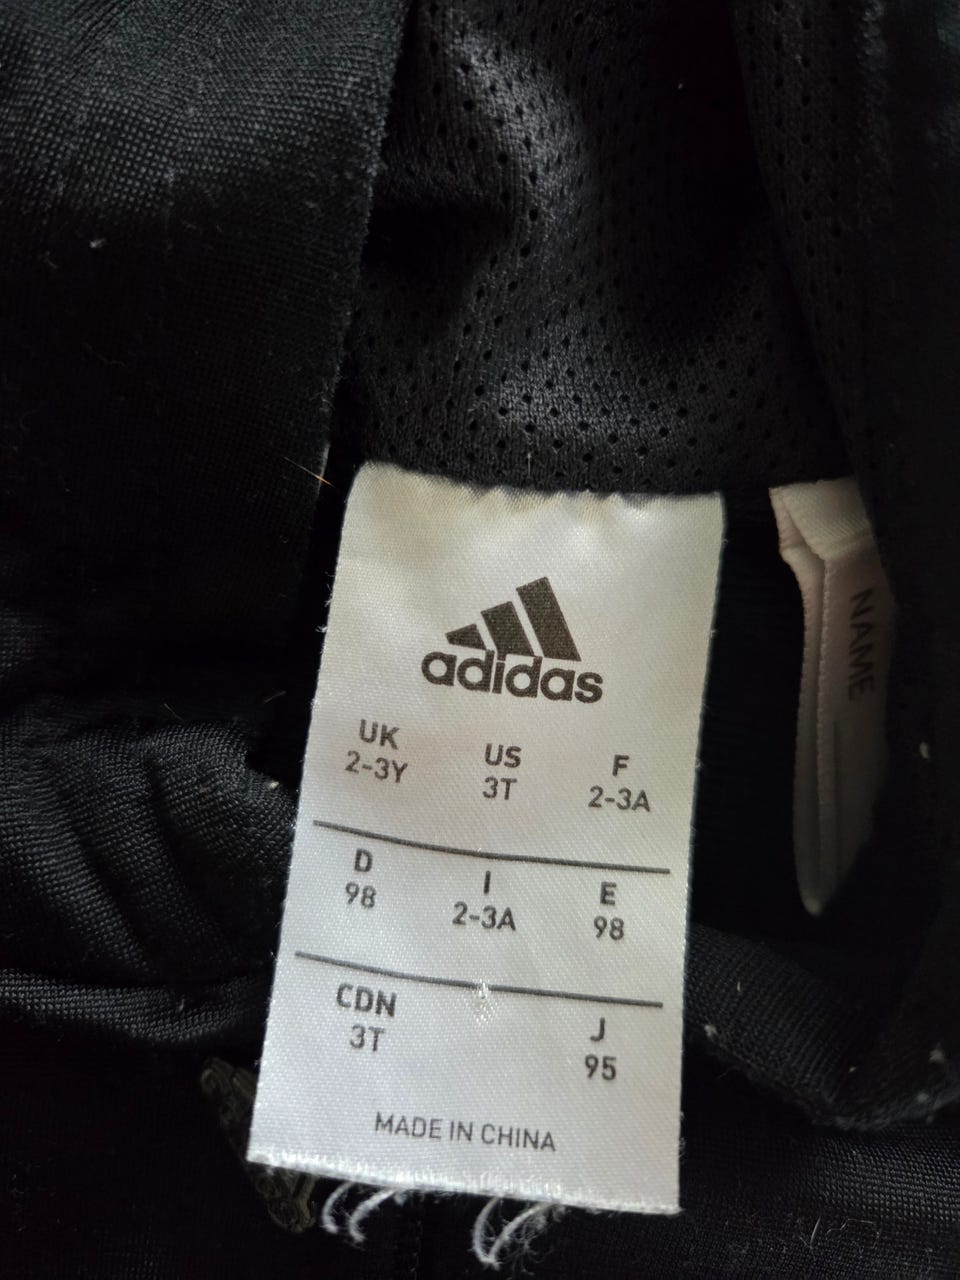 adidas
UK US F
2-3Y 3T 2-3A
D I E
98 2-3A 98
CDN J
3T 95
MADE IN CHINA
NAME